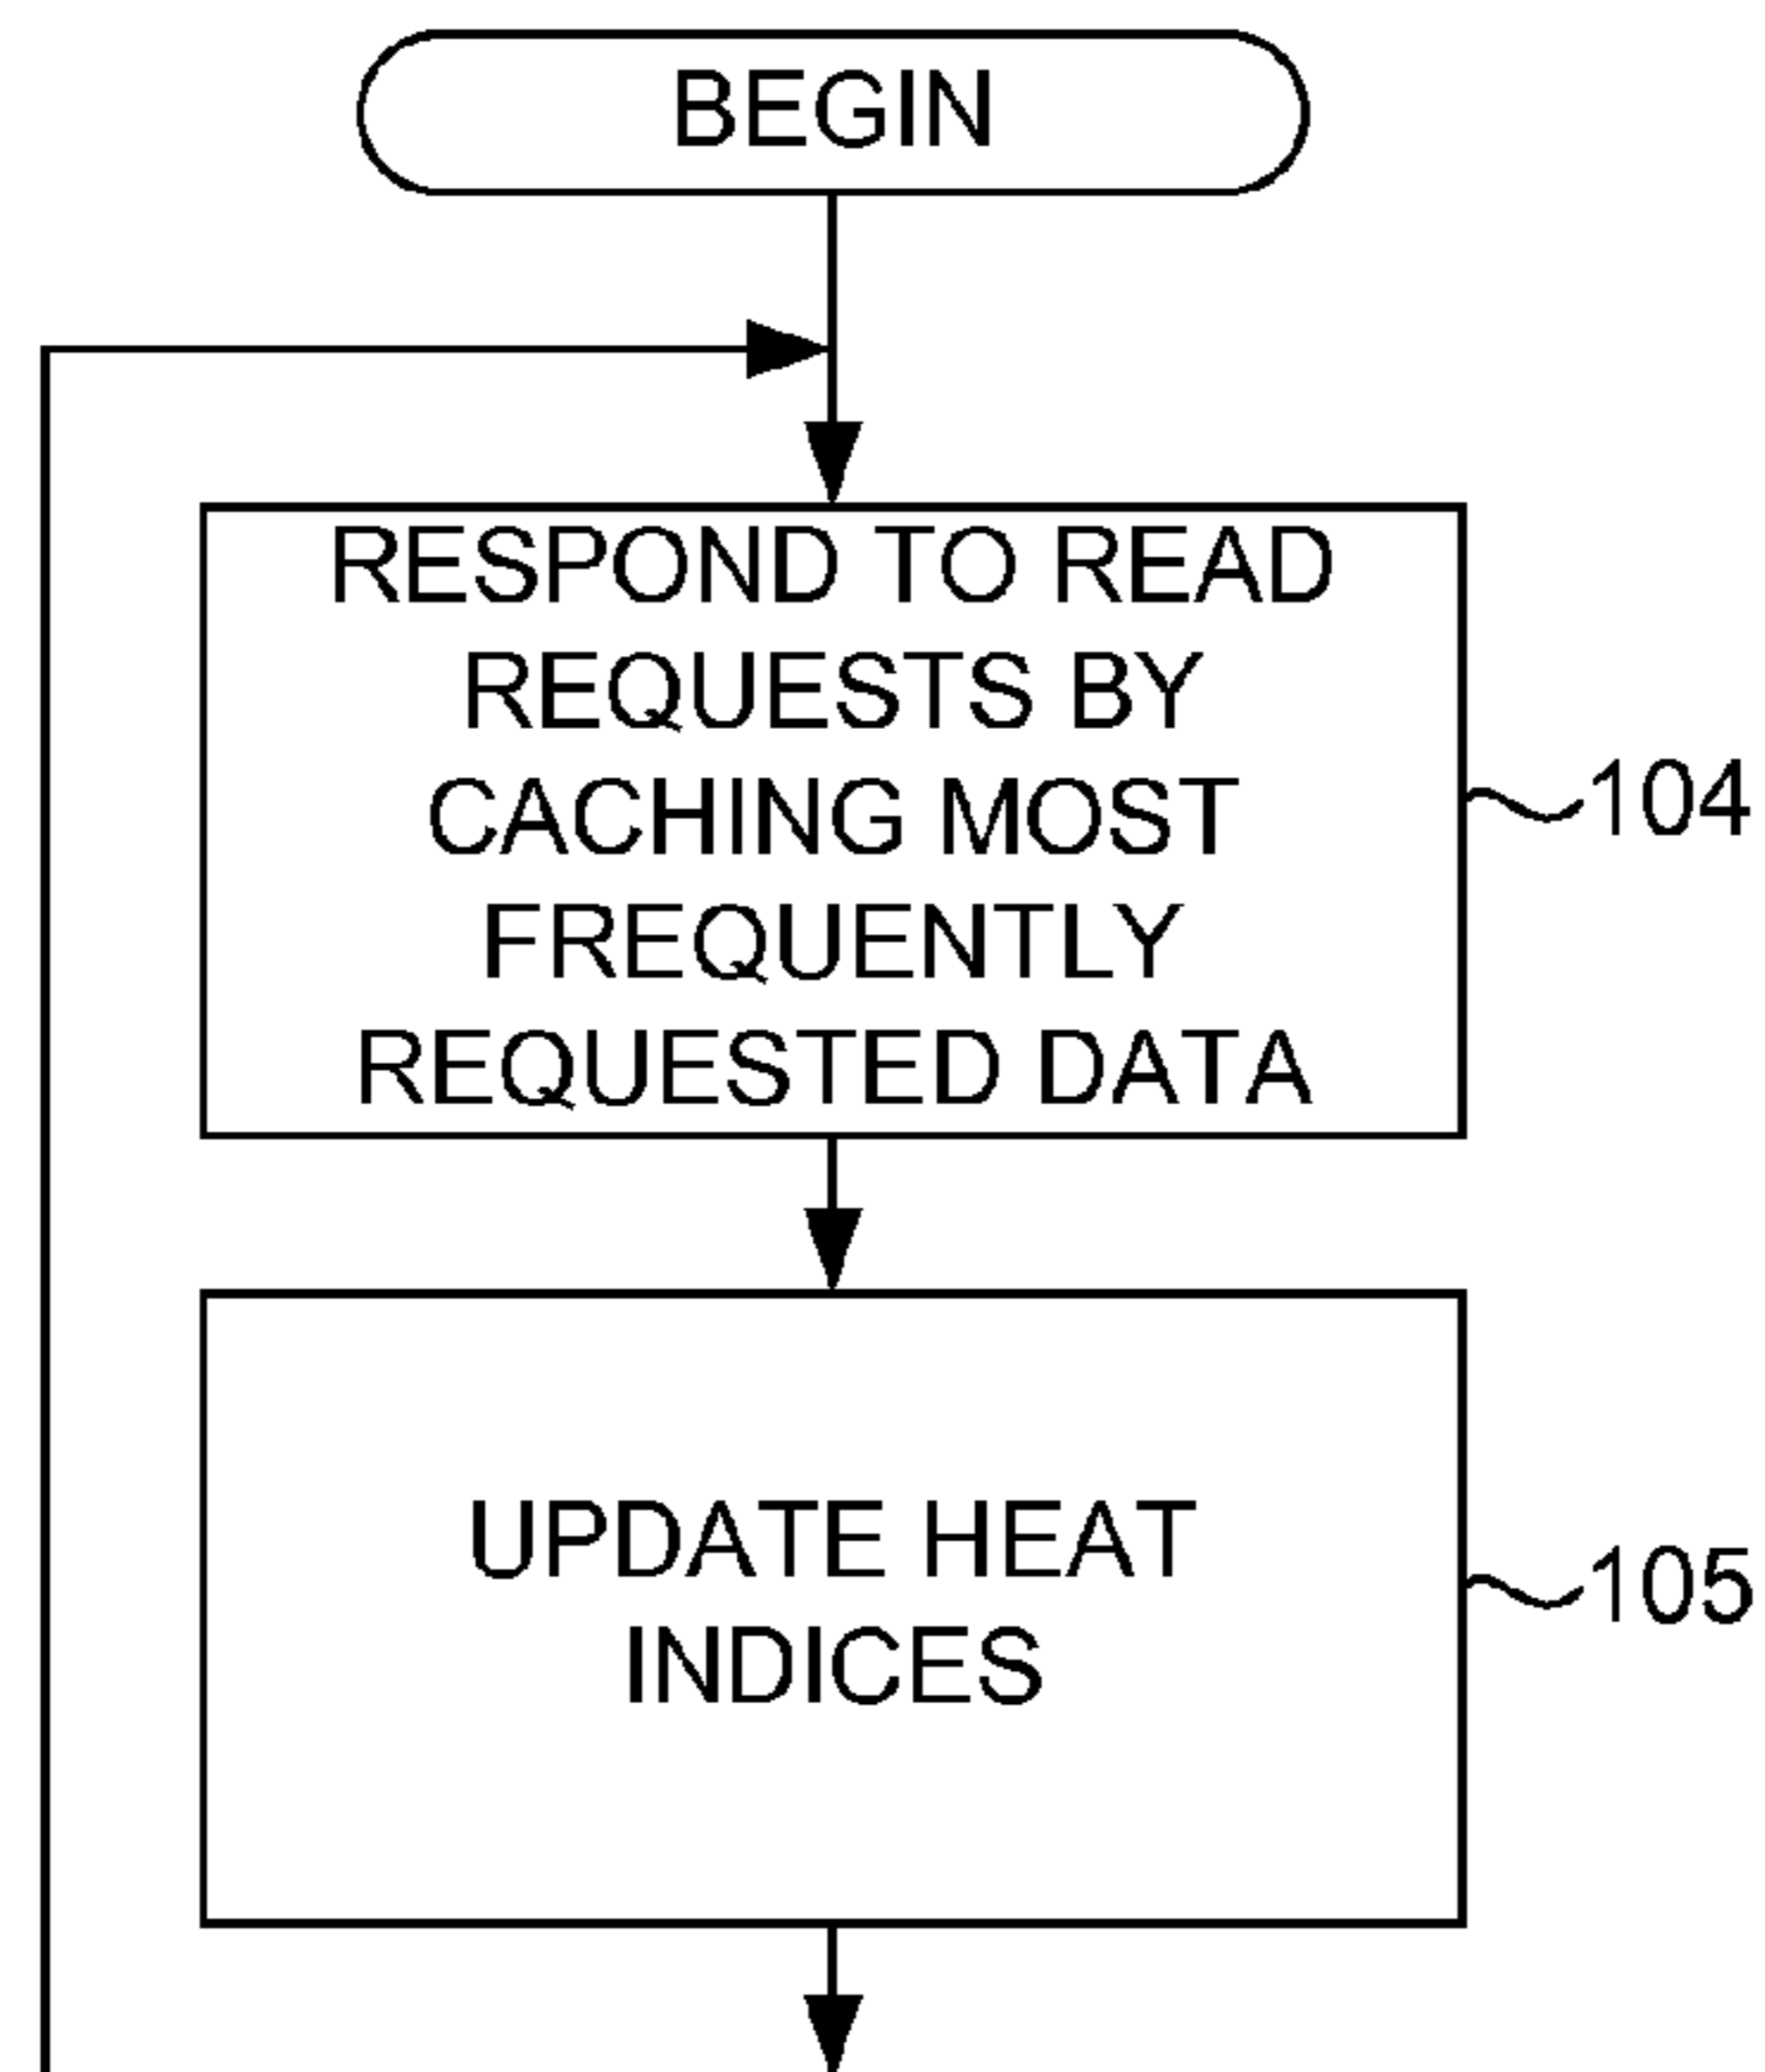 BEGIN
RESPOND TO READ
REQUESTS BY
CACHING MOST
FREQUENTLY
REQUESTED DATA
104
UPDATE HEAT
INDICES
105